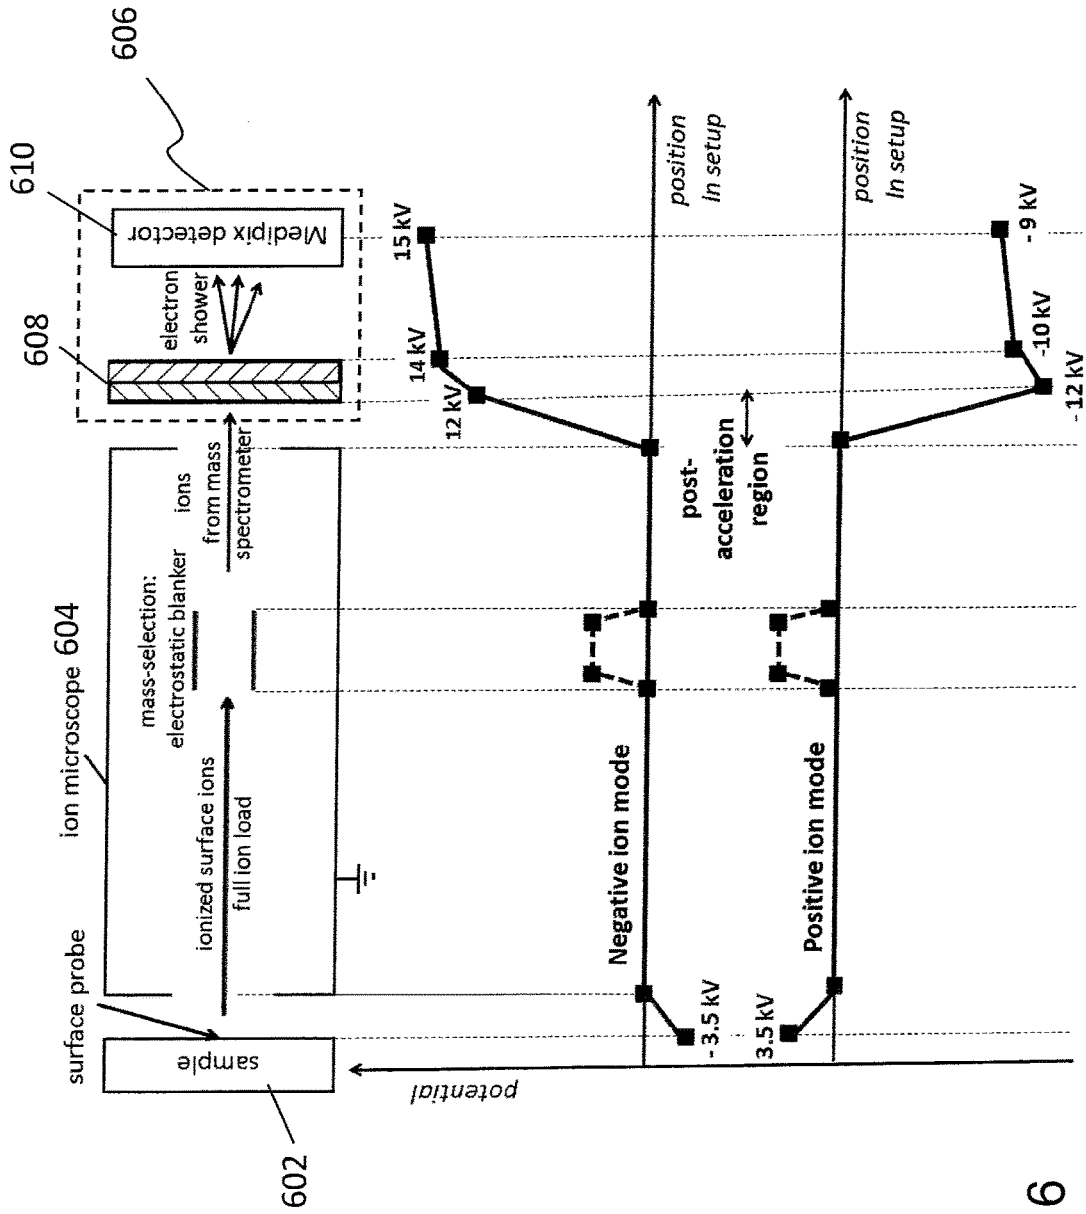 606
610
608
Medipix detector
electron
shower
ions
from mass
spectrometer
mass-selection:
electrostatic blanker
ion microscope 604
ionized surface ions
full ion load
surface probe
sample
602
potential
15 kV
14 kV
12 kV
position
In setup
Negative ion mode
- 3.5 kV
post-
acceleration
region
position
In setup
Positive ion mode
3.5 kV
- 9 kV
-10 kV
- 12 kV
6